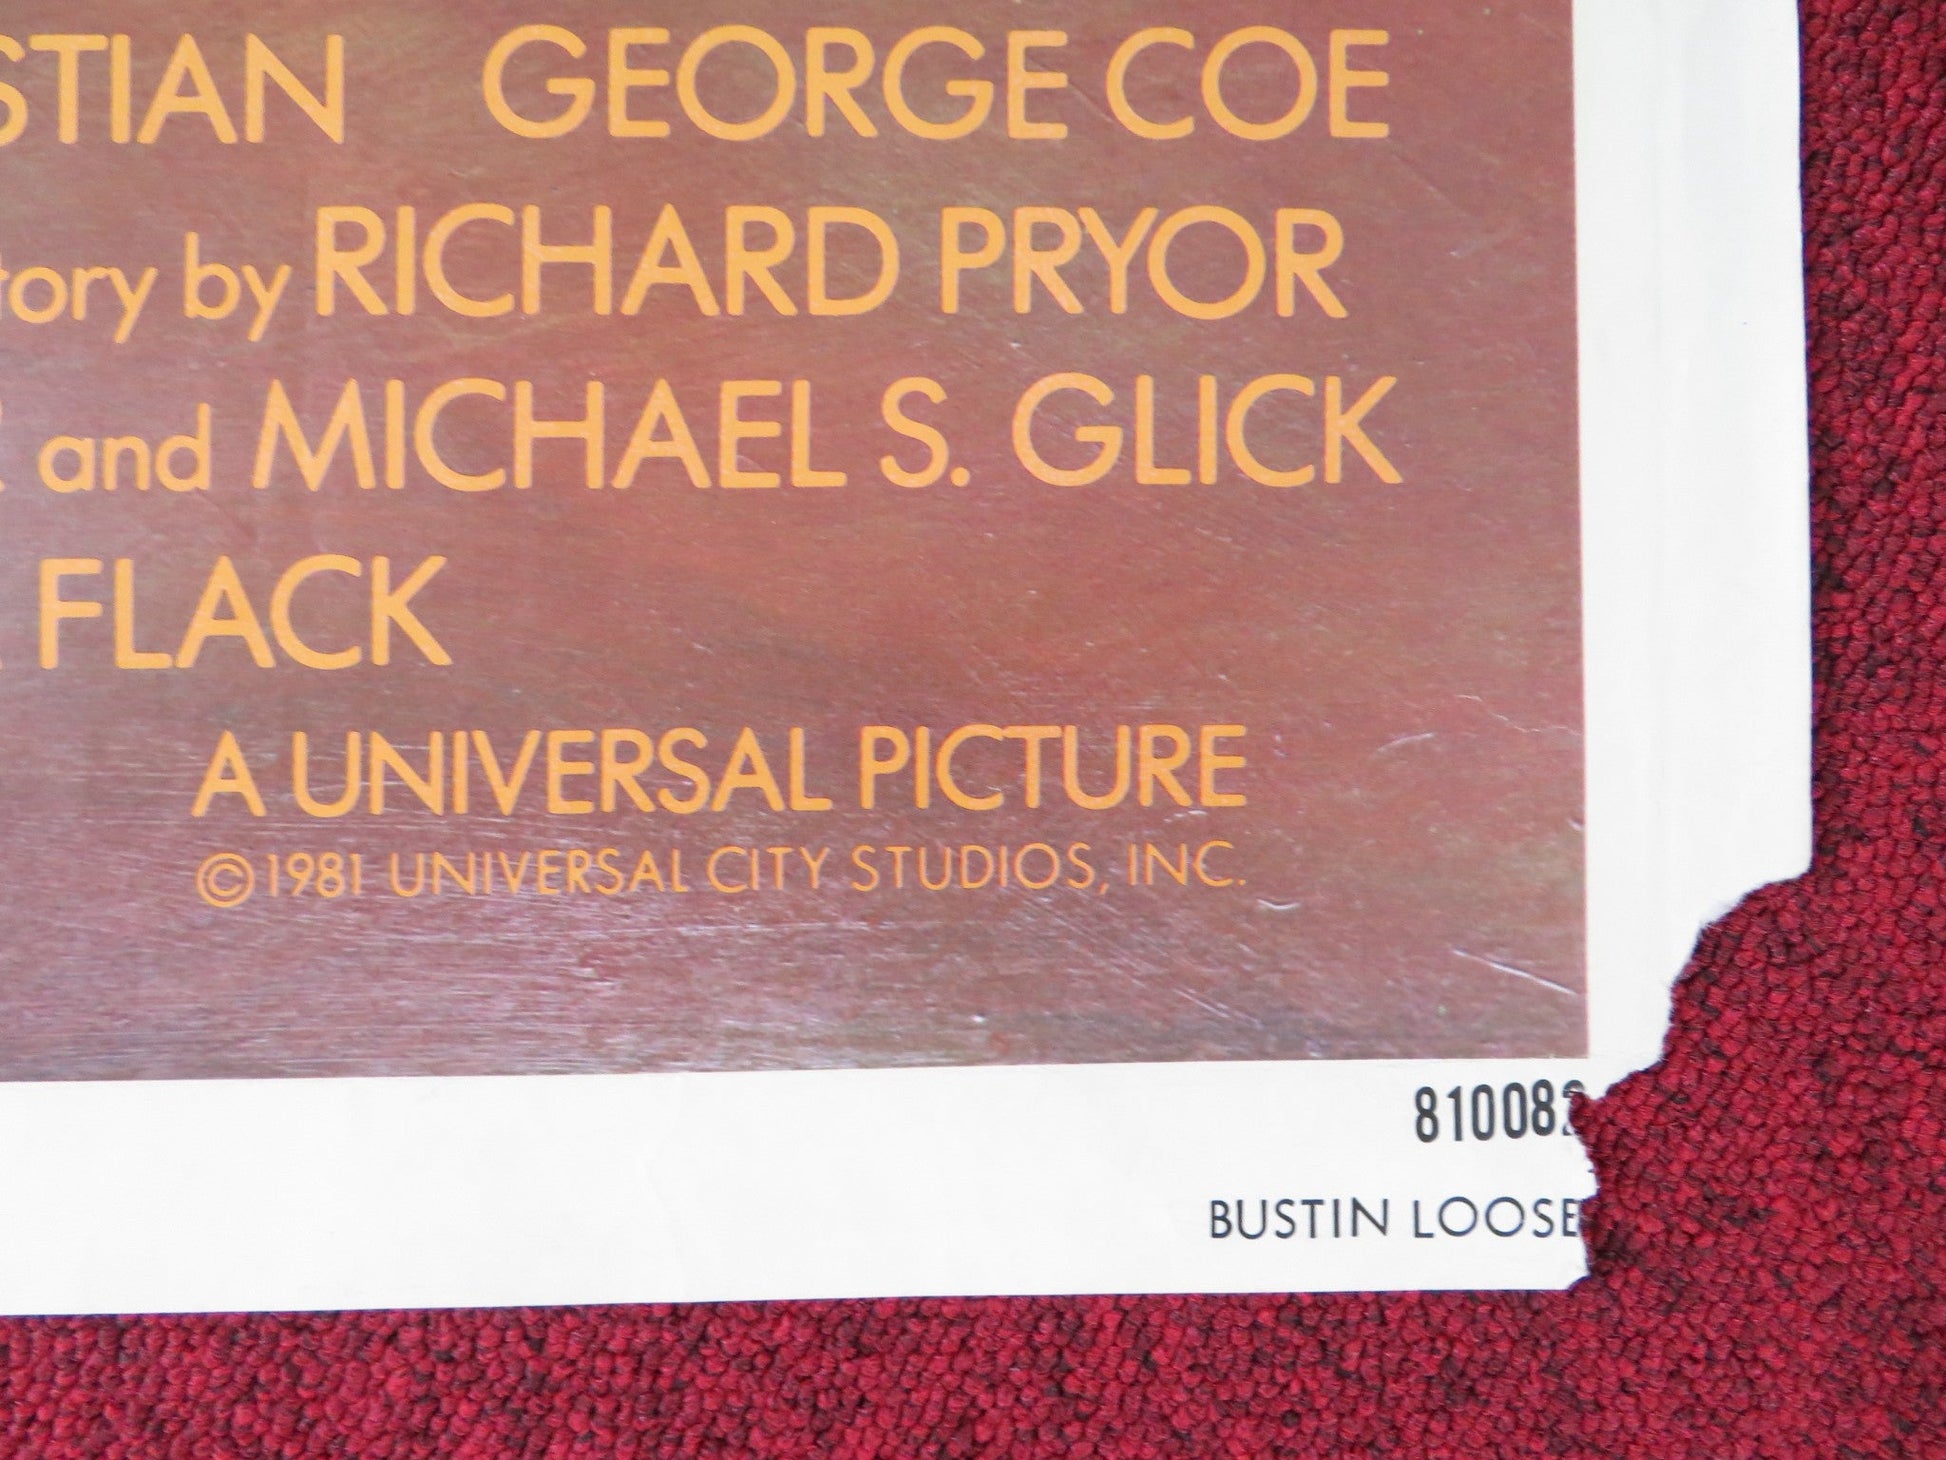 STIAN GEORGE COE
tory by RICHARD PRYOR
and MICHAEL S. GLICK
FLACK
A UNIVERSAL PICTURE
© 1981 UNIVERSAL CITY STUDIOS, INC.
810082
BUSTIN LOOSE